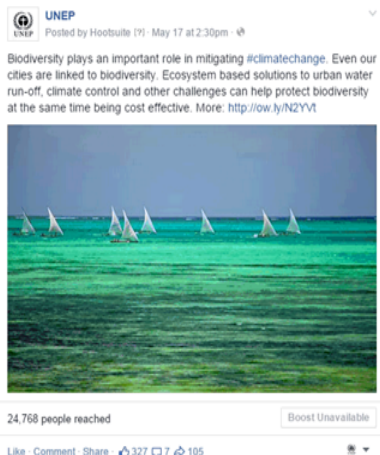 UNEP
UNEP
Posted by Hootsuite [?] · May 17 at 2:30pm ·
Biodiversity plays an important role in mitigating #climatechange. Even our
cities are linked to biodiversity. Ecosystem based solutions to urban water
run-off, climate control and other challenges can help protect biodiversity
at the same time being cost effective. More: http://ow.ly/N2YVt
24,768 people reached
Boost Unavailable
Like · Comment · Share · 327 7 105